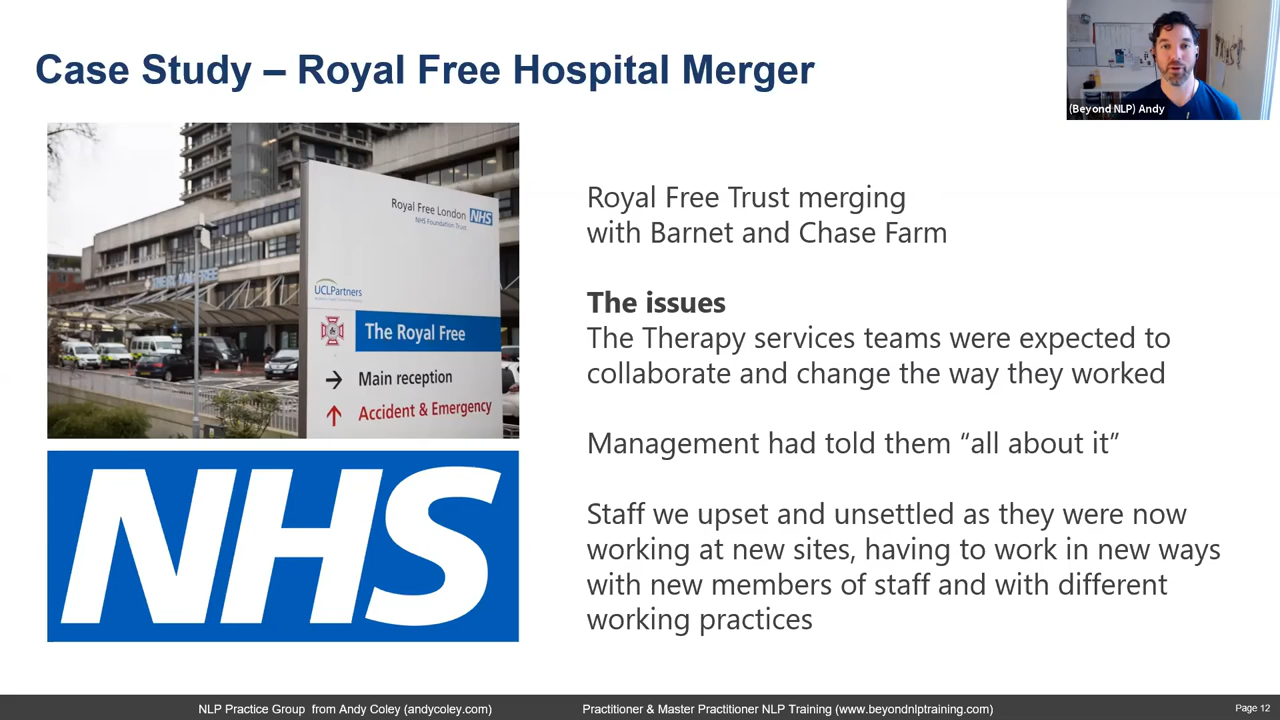 Case Study – Royal Free Hospital Merger
(Beyond NLP) Andy
Royal Free London NHS
NHS Foundation Trust
UCLPartners
The Royal Free
Main reception
Accident & Emergency
NHS
Royal Free Trust merging
with Barnet and Chase Farm
The issues
The Therapy services teams were expected to
collaborate and change the way they worked
Management had told them “all about it”
Staff we upset and unsettled as they were now
working at new sites, having to work in new ways
with new members of staff and with different
working practices
NLP Practice Group from Andy Coley (andycoley.com)
Practitioner & Master Practitioner NLP Training (www.beyondnlptraining.com)
Page 12